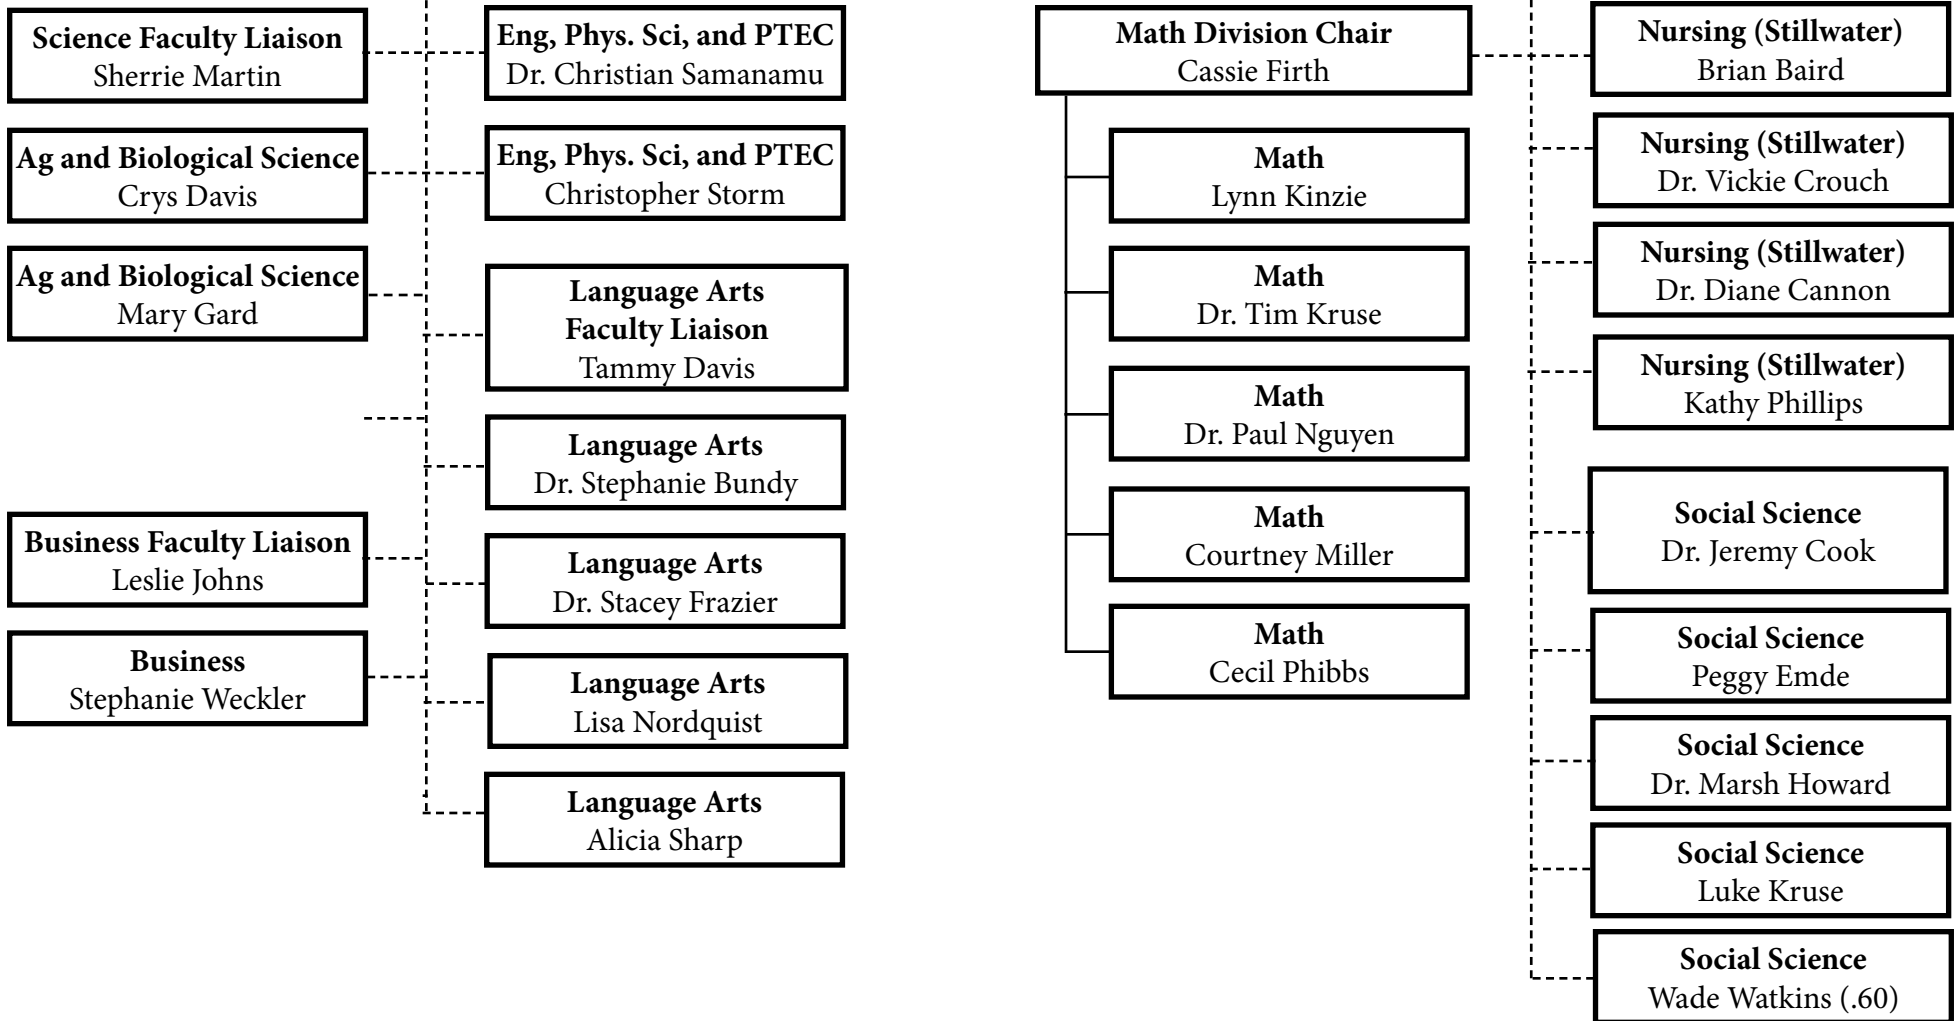 Science Faculty Liaison
Sherrie Martin
Ag and Biological Science
Crys Davis
Ag and Biological Science
Mary Gard
Business Faculty Liaison
Leslie Johns
Business
Stephanie Weckler
Eng, Phys. Sci, and PTEC
Dr. Christian Samanamu
Eng, Phys. Sci, and PTEC
Christopher Storm
Language Arts
Faculty Liaison
Tammy Davis
Language Arts
Dr. Stephanie Bundy
Language Arts
Dr. Stacey Frazier
Language Arts
Lisa Nordquist
Language Arts
Alicia Sharp
Math Division Chair
Cassie Firth
Math
Lynn Kinzie
Math
Dr. Tim Kruse
Math
Dr. Paul Nguyen
Math
Courtney Miller
Math
Cecil Phibbs
Nursing (Stillwater)
Brian Baird
Nursing (Stillwater)
Dr. Vickie Crouch
Nursing (Stillwater)
Dr. Diane Cannon
Nursing (Stillwater)
Kathy Phillips
Social Science
Dr. Jeremy Cook
Social Science
Peggy Emde
Social Science
Dr. Marsh Howard
Social Science
Luke Kruse
Social Science
Wade Watkins (.60)